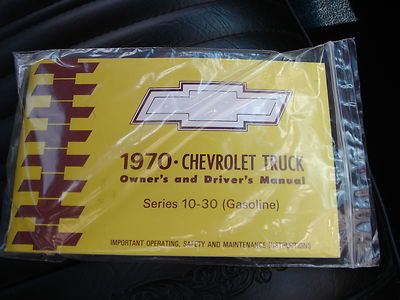 1970 • CHEVROLET TRUCK
Owner's and Driver's Manual
Series 10-30 (Gasoline)
IMPORTANT OPERATING, SAFETY AND MAINTENANCE INSTRUCTIONS